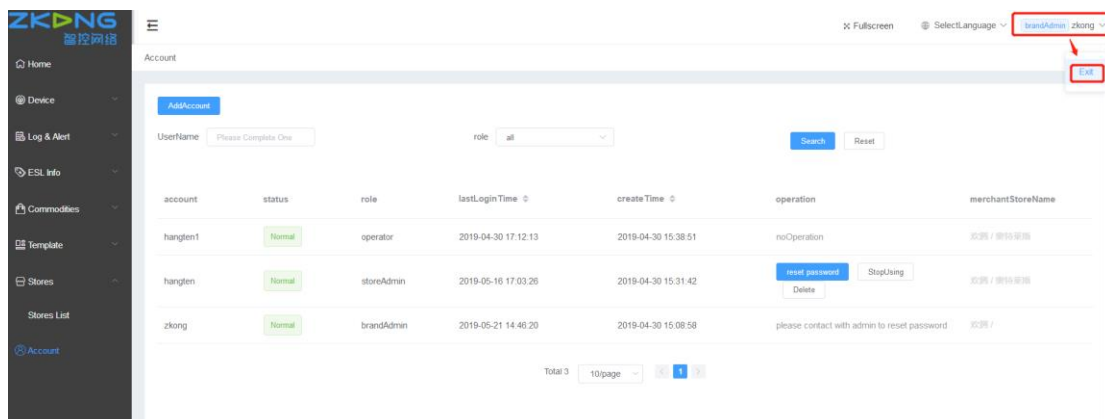 ZKONG
智控网络
Fullscreen
SelectLanguage
brandAdmin zkong
Exit
Home
Device
Log & Alert
ESL Info
Commodities
Template
Stores
Stores List
Account
Account
AddAccount
UserName Please Complete One role all Search Reset
account status role lastLoginTime createTime operation merchantStoreName
hangten1 Normal operator 2019-04-30 17:12:13 2019-04-30 15:38:51 noOperation
hangten Normal storeAdmin 2019-05-16 17:03:26 2019-04-30 15:31:42 reset password StopUsing
Delete
zkong Normal brandAdmin 2019-05-21 14:46:20 2019-04-30 15:08:58 please contact with admin to reset password
Total 3 10/page 1